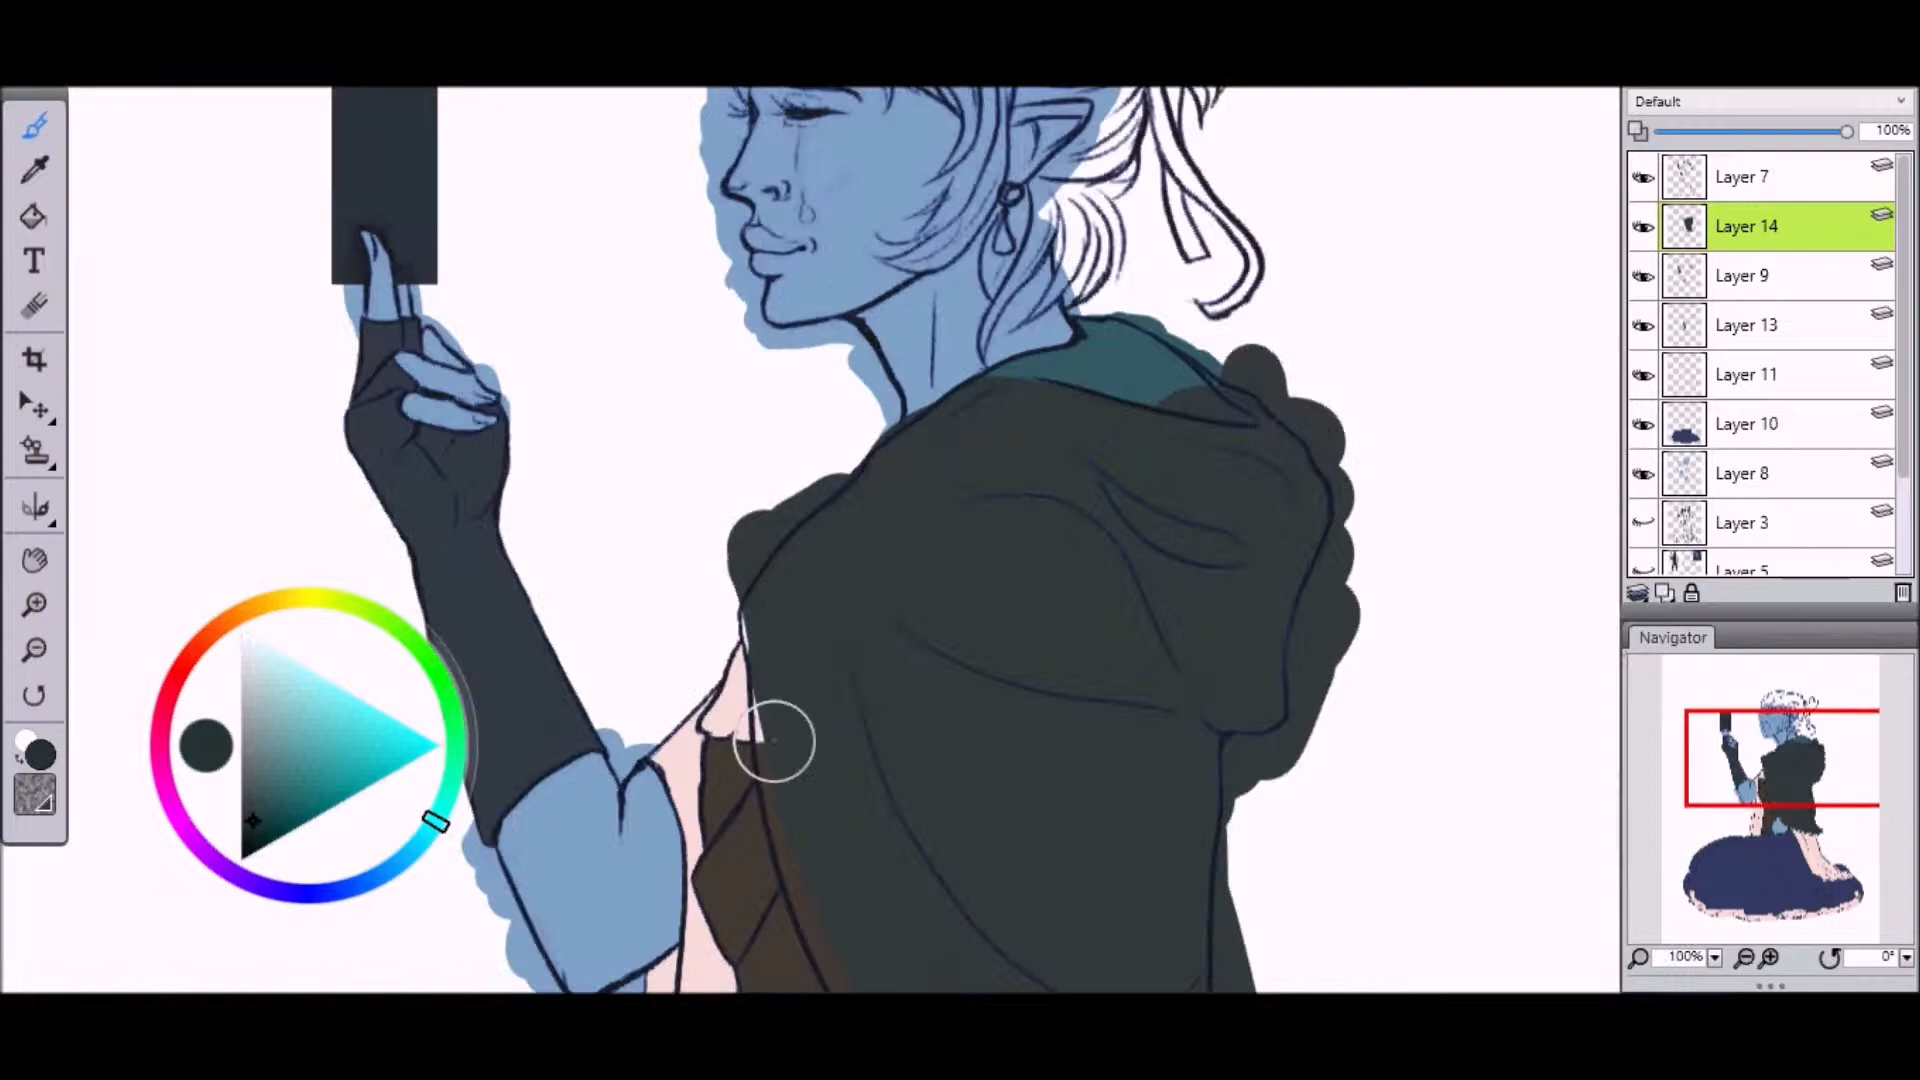 Default
100%
Layer 7
Layer 14
Layer 9
Layer 13
Layer 11
Layer 10
Layer 8
Layer 3
Layer 5
Navigator
100%
0°
T